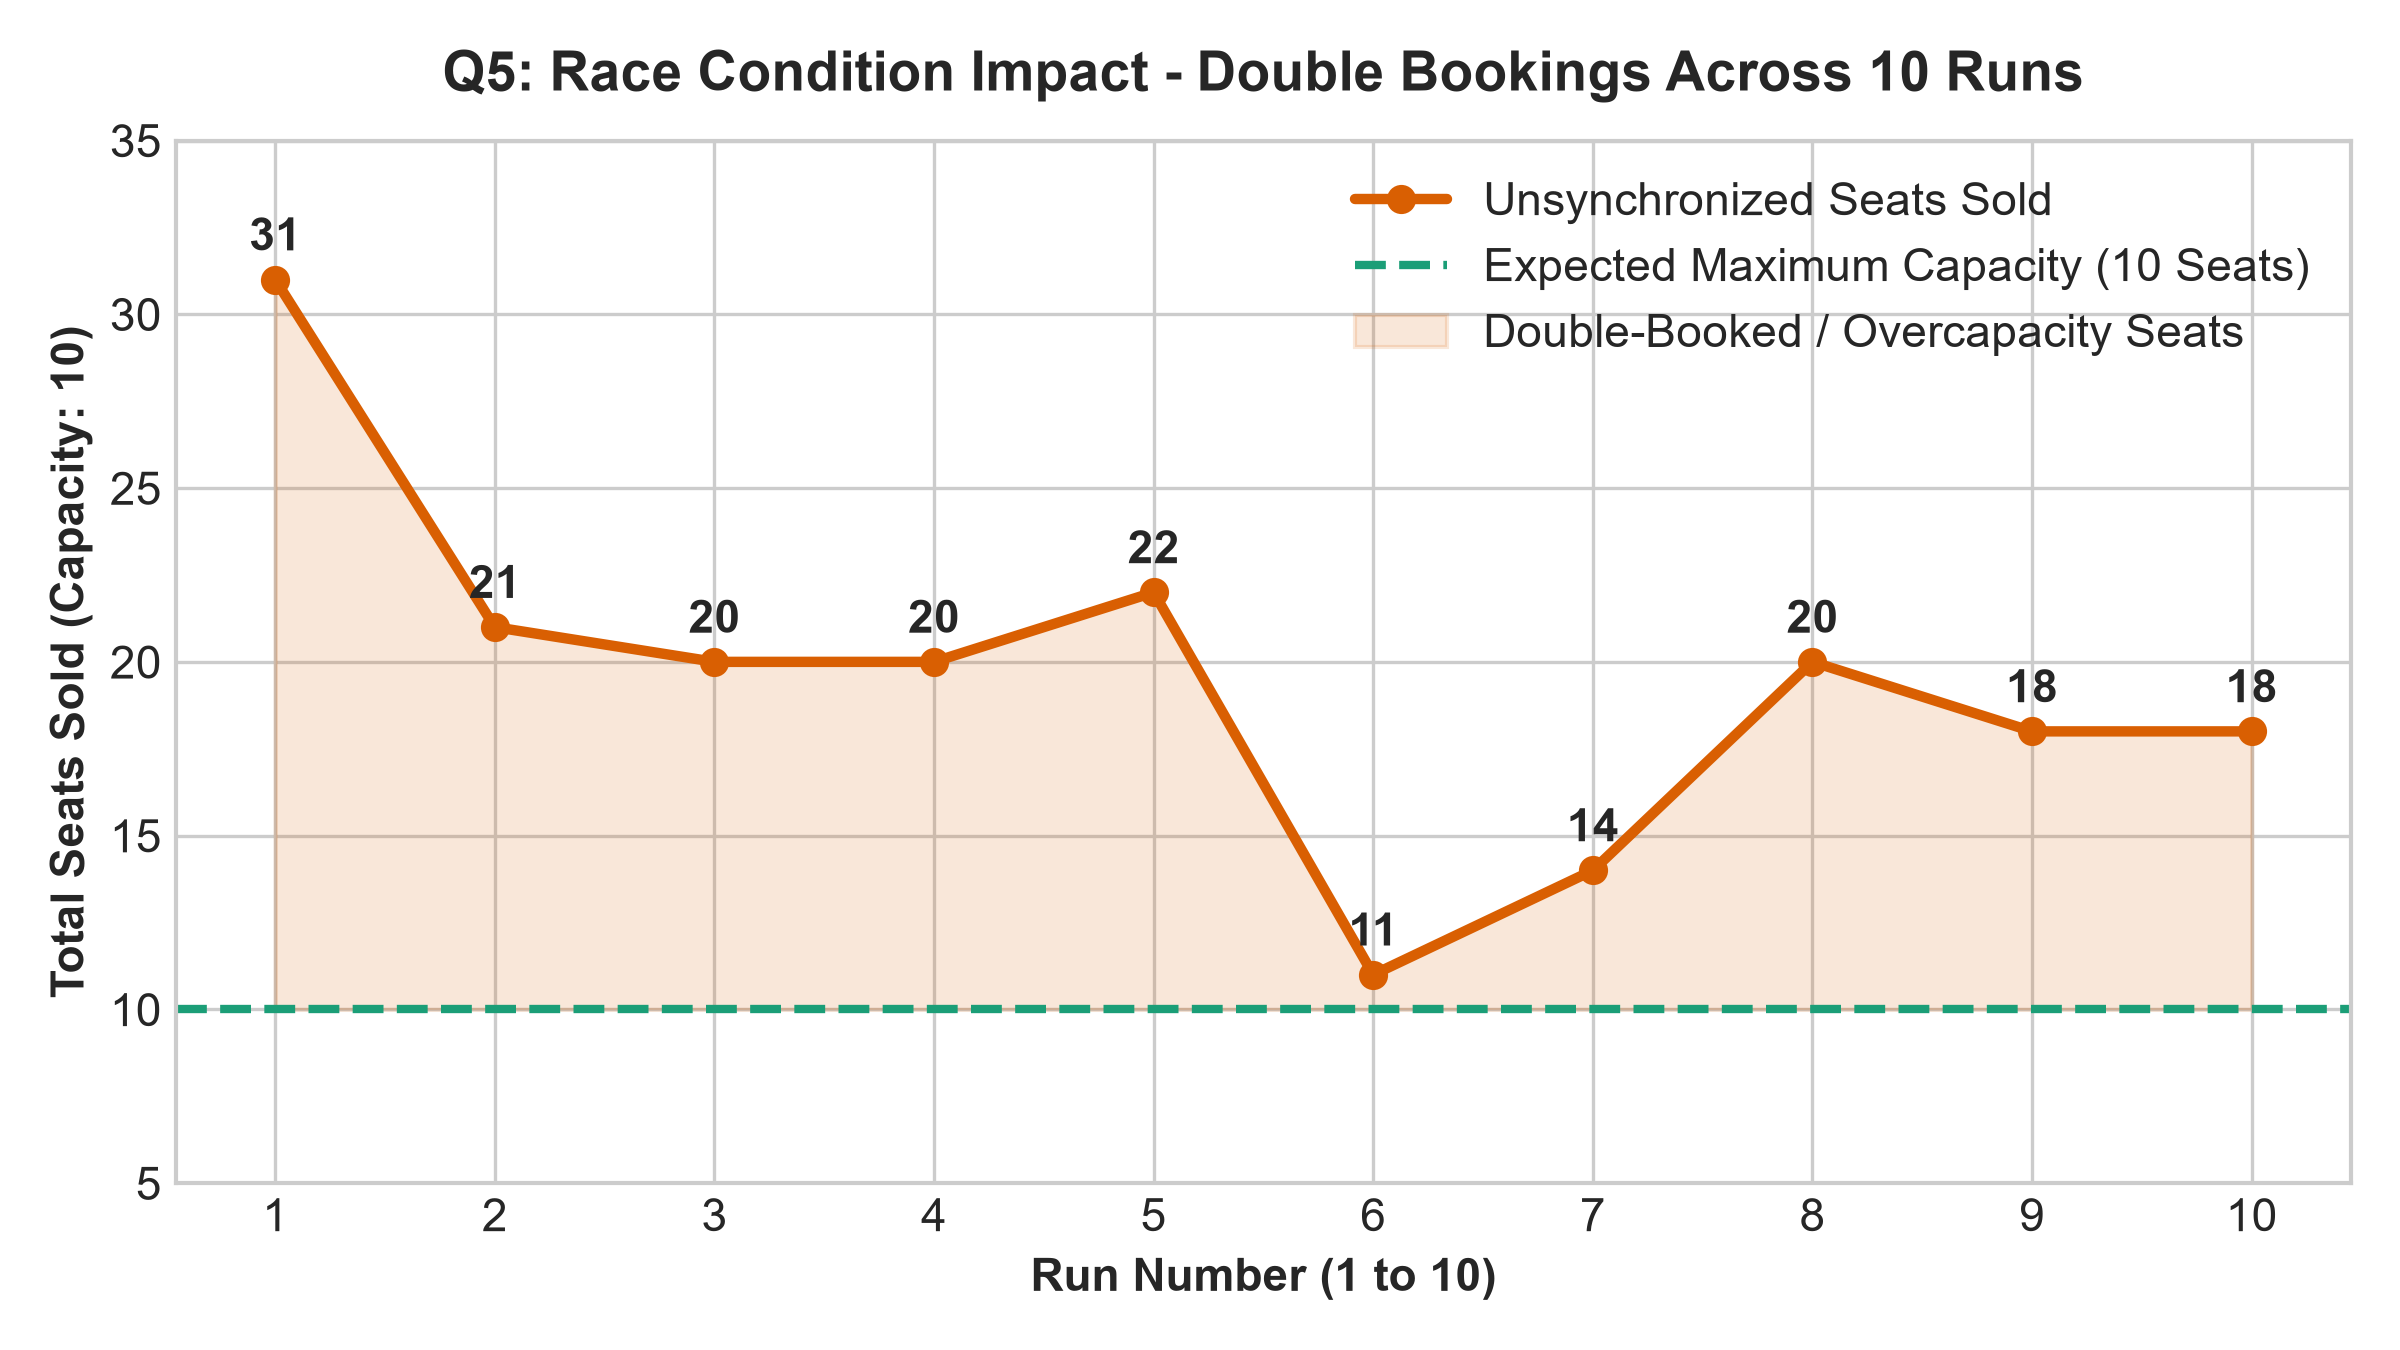 Q5: Race Condition Impact - Double Bookings Across 10 Runs
Unsynchronized Seats Sold
Expected Maximum Capacity (10 Seats)
Double-Booked / Overcapacity Seats
Total Seats Sold (Capacity: 10)
35
30
25
20
15
10
5
31
21
20
20
22
11
14
20
18
18
1 2 3 4 5 6 7 8 9 10
Run Number (1 to 10)